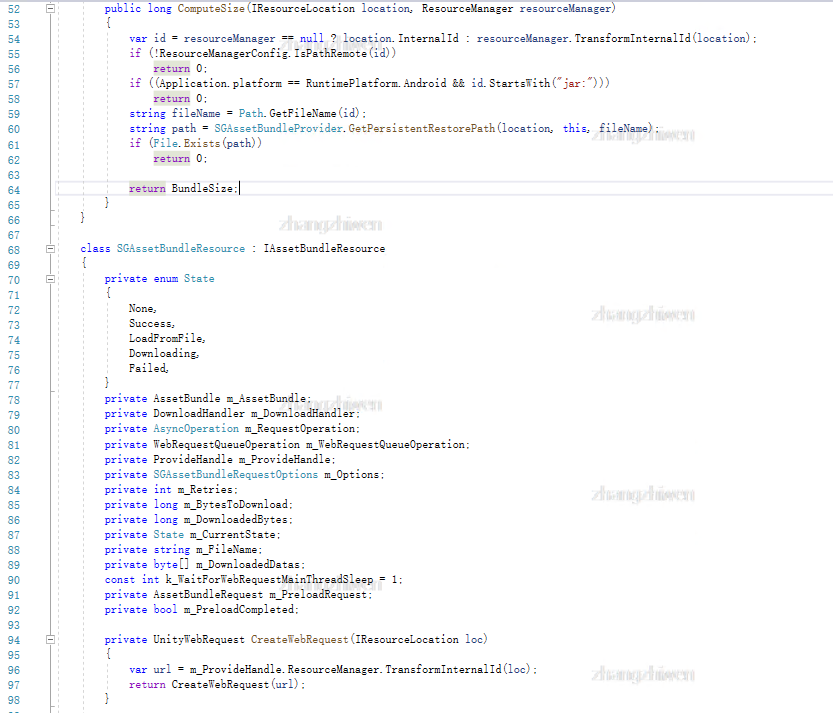 52 public long ComputeSize(IResourceLocation location, ResourceManager resourceManager)
53 {
54 var id = resourceManager == null ? location.InternalId : resourceManager.TransformInternalId(location);
55 if (!ResourceManagerConfig.IsPathRemote(id))
56 return 0;
57 if ((Application.platform == RuntimePlatform.Android && id.StartsWith("jar:")))
58 return 0;
59 string fileName = Path.GetFileName(id);
60 string path = SGAssetBundleProvider.GetPersistentRestorePath(location, this, fileName);
61 if (File.Exists(path))
62 return 0;
63
64 return BundleSize;
65 }
66 }
zhangzhiwen
67
68 class SGAssetBundleResource : IAssetBundleResource
69 {
70 private enum State
71 {
72 None,
73 Success,
74 LoadFromFile,
75 Downloading,
76 Failed,
77 }
78 private AssetBundle m_AssetBundle;
79 private DownloadHandler m_DownloadHandler;
80 private AsyncOperation m_RequestOperation;
81 private WebRequestQueueOperation m_WebRequestQueueOperation;
82 private ProvideHandle m_ProvideHandle;
83 private SGAssetBundleRequestOptions m_Options;
84 private int m_Retries;
85 private long m_BytesToDownload;
86 private long m_DownloadedBytes;
87 private State m_CurrentState;
88 private string m_FileName;
89 private byte[] m_DownloadedDatas;
90 const int k_WaitForWebRequestMainThreadSleep = 1;
91 private AssetBundleRequest m_PreloadRequest;
92 private bool m_PreloadCompleted;
93
94 private UnityWebRequest CreateWebRequest(IResourceLocation loc)
95 {
96 var url = m_ProvideHandle.ResourceManager.TransformInternalId(loc);
97 return CreateWebRequest(url);
98 }